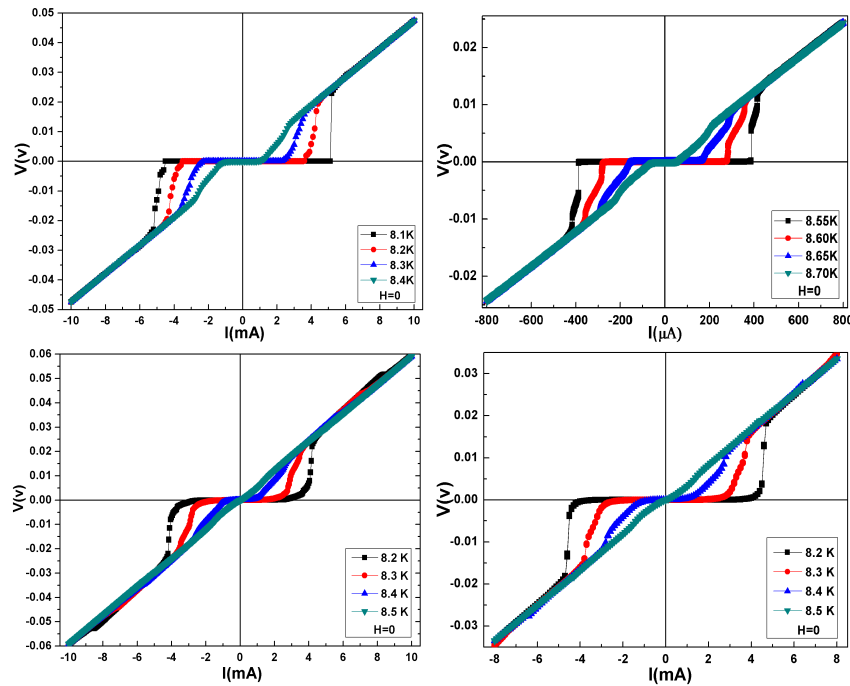 0.05
0.04
0.03
0.02
0.01
0.00
-0.01
-0.02
-0.03
-0.04
-0.05
V(v)
-10 -8 -6 -4 -2 0 2 4 6 8 10
I(mA)
8.1K
8.2K
8.3K
8.4K
H=0
0.02
0.01
0.00
-0.01
-0.02
V(v)
-800 -600 -400 -200 0 200 400 600 800
I(μA)
8.55K
8.60K
8.65K
8.70K
H=0
0.06
0.05
0.04
0.03
0.02
0.01
0.00
-0.01
-0.02
-0.03
-0.04
-0.05
-0.06
V(v)
-10 -8 -6 -4 -2 0 2 4 6 8 10
I(mA)
8.2 K
8.3 K
8.4 K
8.5 K
H=0
0.03
0.02
0.01
0.00
-0.01
-0.02
-0.03
V(v)
-8 -6 -4 -2 0 2 4 6 8
I(mA)
8.2 K
8.3 K
8.4 K
8.5 K
H=0